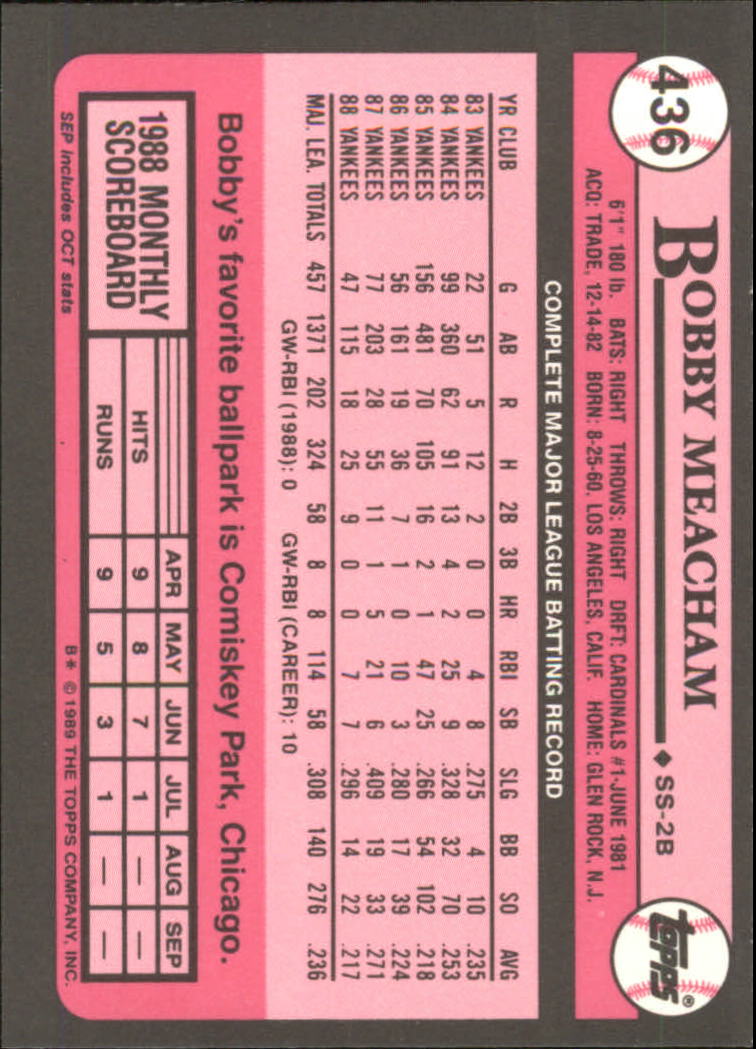 436
BOBBY MEACHAM ◆ SS-2B
TOPPS®
6'1" 180 lb. BATS: RIGHT THROWS: RIGHT DRFT: CARDINALS #1-JUNE 1981
ACQ: TRADE, 12-14-82 BORN: 8-25-60, LOS ANGELES, CALIF. HOME: GLEN ROCK, N.J.
COMPLETE MAJOR LEAGUE BATTING RECORD
YR CLUB G AB R H 2B 3B HR RBI SB SLG BB SO AVG
83 YANKEES 22 51 5 12 2 0 0 4 8 .275 4 10 .235
84 YANKEES 99 360 62 91 13 4 2 25 9 .328 32 70 .253
85 YANKEES 156 481 70 105 16 2 1 47 25 .266 54 102 .218
86 YANKEES 56 161 19 36 7 1 0 10 3 .280 17 39 .224
87 YANKEES 77 203 28 55 11 1 5 21 6 .409 19 33 .271
88 YANKEES 47 115 18 25 9 0 0 7 7 .296 14 22 .217
MAJ. LEA. TOTALS 457 1371 202 324 58 8 8 114 58 .308 140 276 .236
GW-RBI (1988): 0 GW-RBI (CAREER): 10
Bobby's favorite ballpark is Comiskey Park, Chicago.
1988 MONTHLY
SCOREBOARD
APR MAY JUN JUL AUG SEP
HITS 9 8 7 1 — —
RUNS 9 5 3 1 — —
SEP includes OCT stats
B* © 1989 THE TOPPS COMPANY, INC.